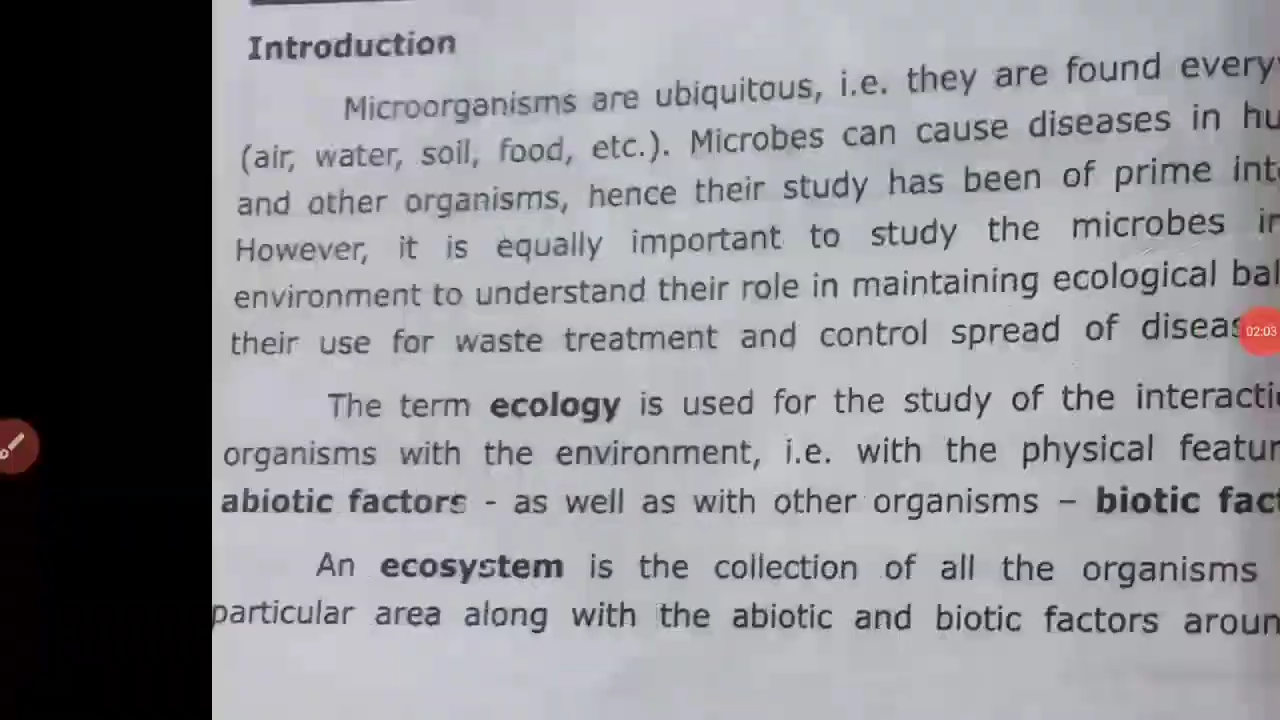 Introduction
Microorganisms are ubiquitous, i.e. they are found every
(air, water, soil, food, etc.). Microbes can cause diseases in hu
and other organisms, hence their study has been of prime int
However, it is equally important to study the microbes in
environment to understand their role in maintaining ecological bal
their use for waste treatment and control spread of diseas
02:03
The term ecology is used for the study of the interacti
organisms with the environment, i.e. with the physical featur
abiotic factors - as well as with other organisms – biotic fact
An ecosystem is the collection of all the organisms
particular area along with the abiotic and biotic factors aroun